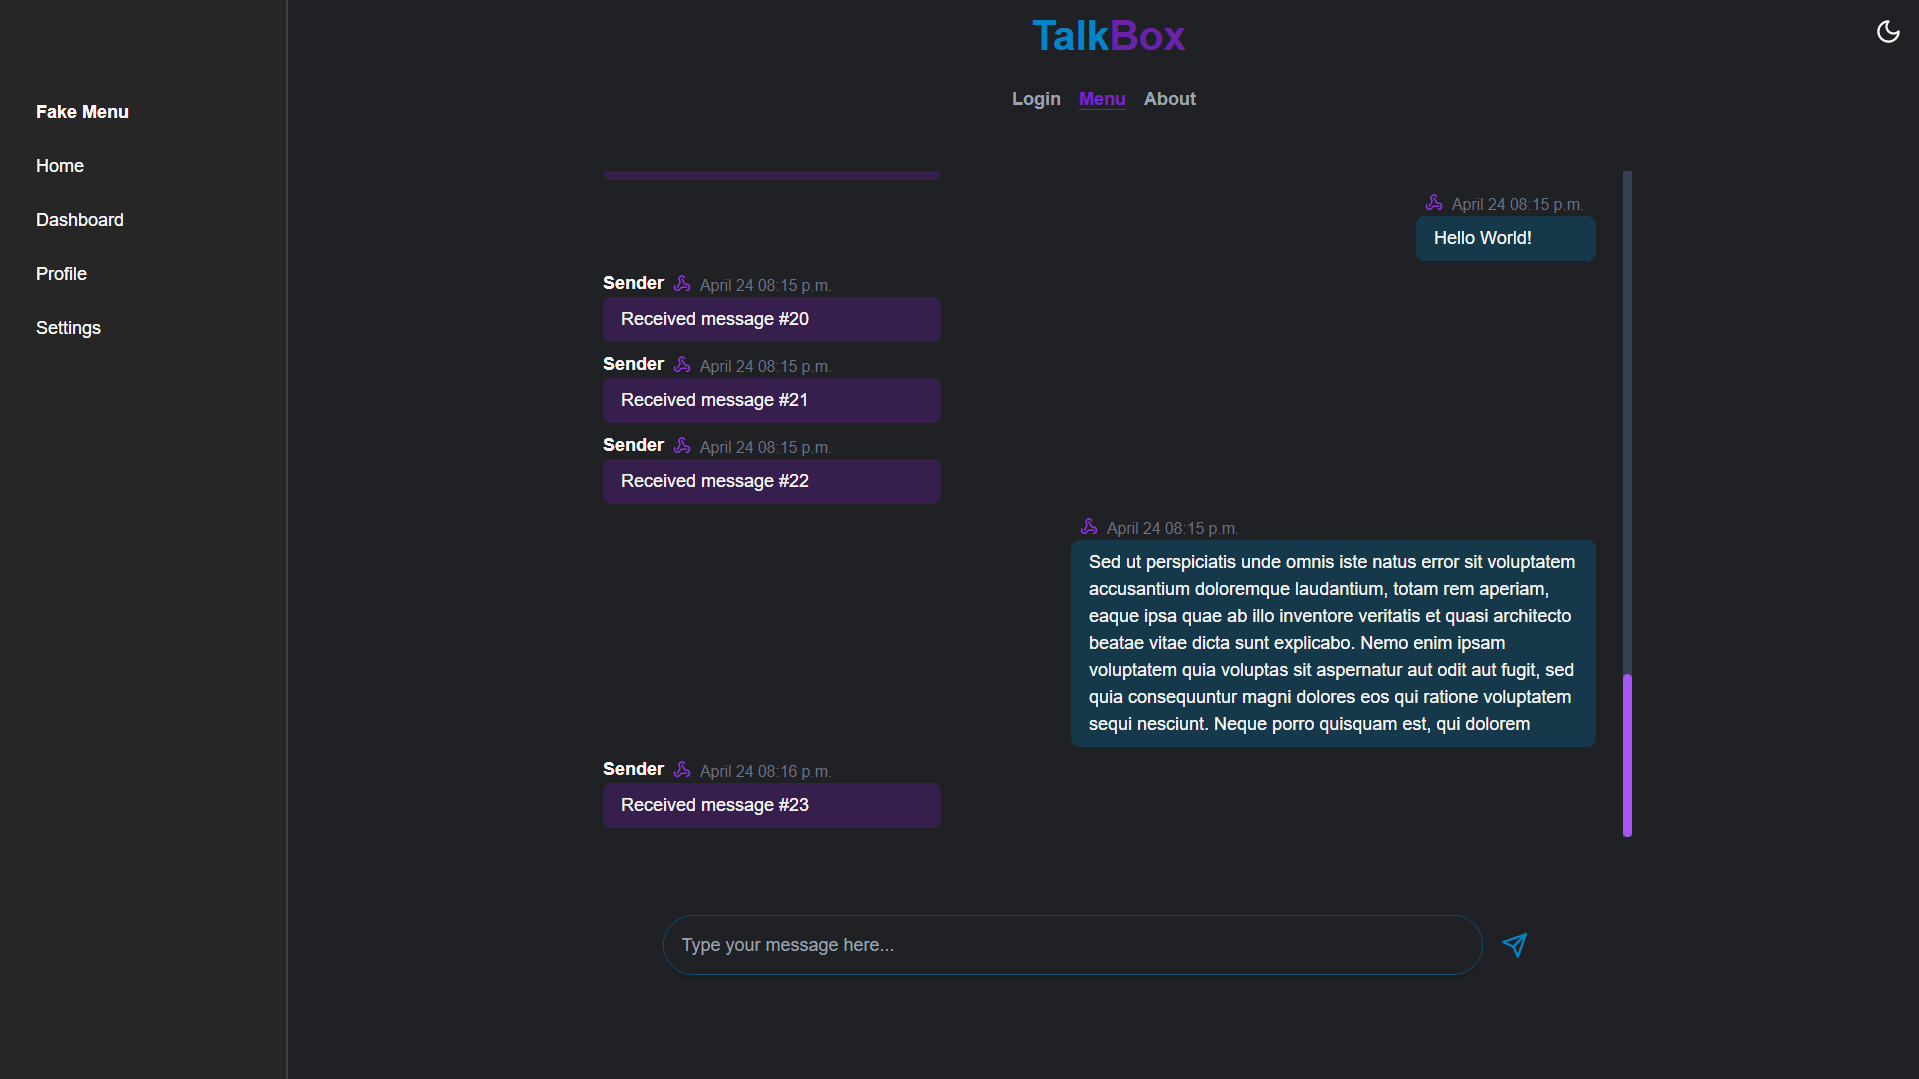 TalkBox
Login Menu About
Fake Menu
Home
Dashboard
Profile
Settings
April 24 08:15 p.m.
Hello World!
Sender April 24 08:15 p.m.
Received message #20
Sender April 24 08:15 p.m.
Received message #21
Sender April 24 08:15 p.m.
Received message #22
April 24 08:15 p.m.
Sed ut perspiciatis unde omnis iste natus error sit voluptatem
accusantium doloremque laudantium, totam rem aperiam,
eaque ipsa quae ab illo inventore veritatis et quasi architecto
beatae vitae dicta sunt explicabo. Nemo enim ipsam
voluptatem quia voluptas sit aspernatur aut odit aut fugit, sed
quia consequuntur magni dolores eos qui ratione voluptatem
sequi nesciunt. Neque porro quisquam est, qui dolorem
Sender April 24 08:16 p.m.
Received message #23
Type your message here...